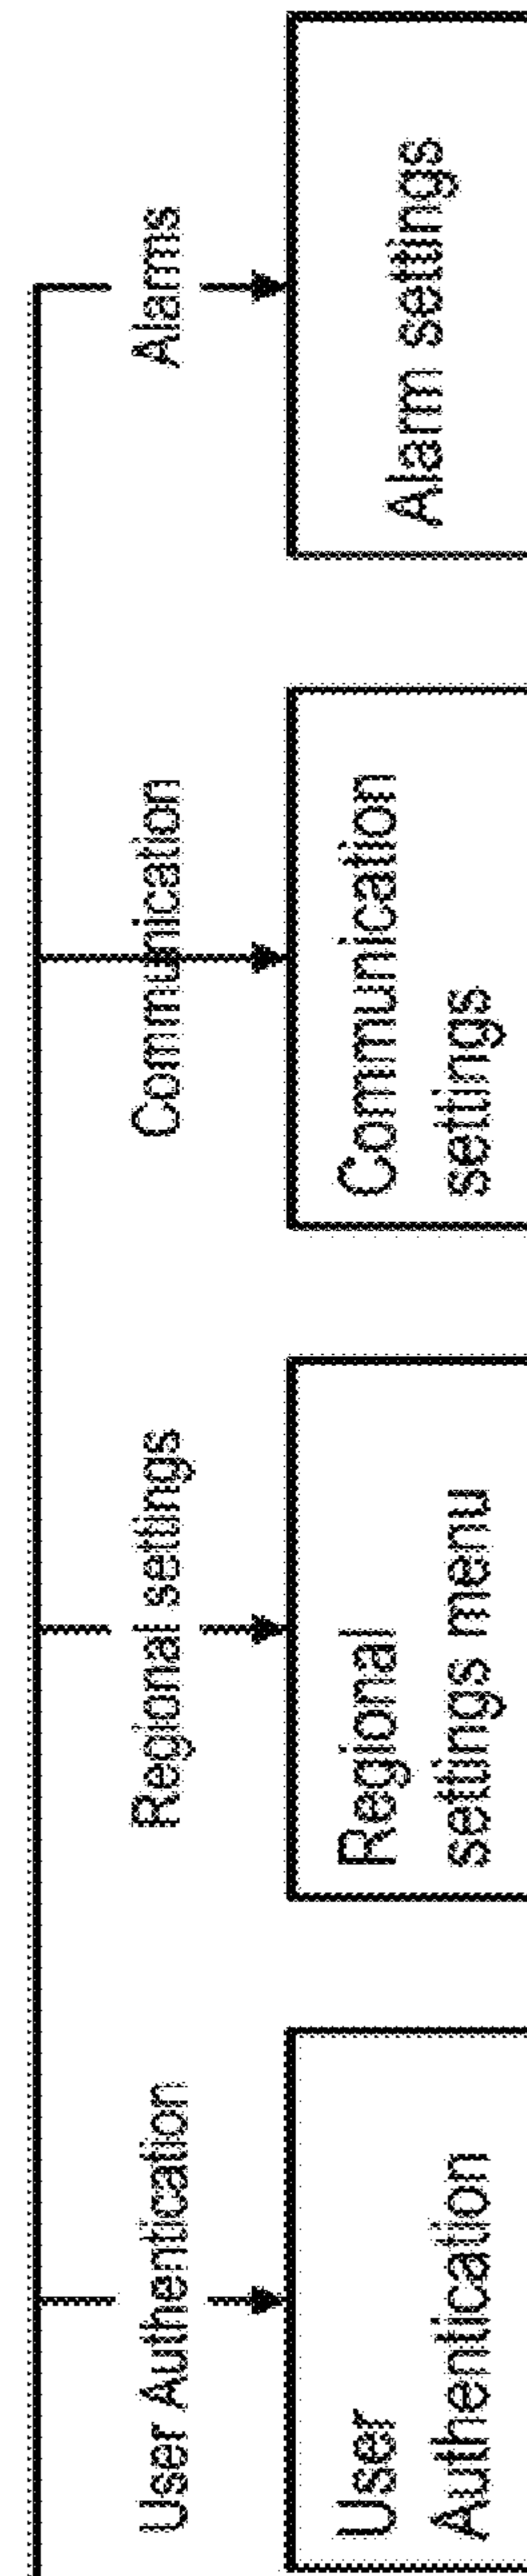 User Authentication
Regional settings
Communication
Alarms
User
Authentication
Regional
settings menu
Communication
settings
Alarm settings